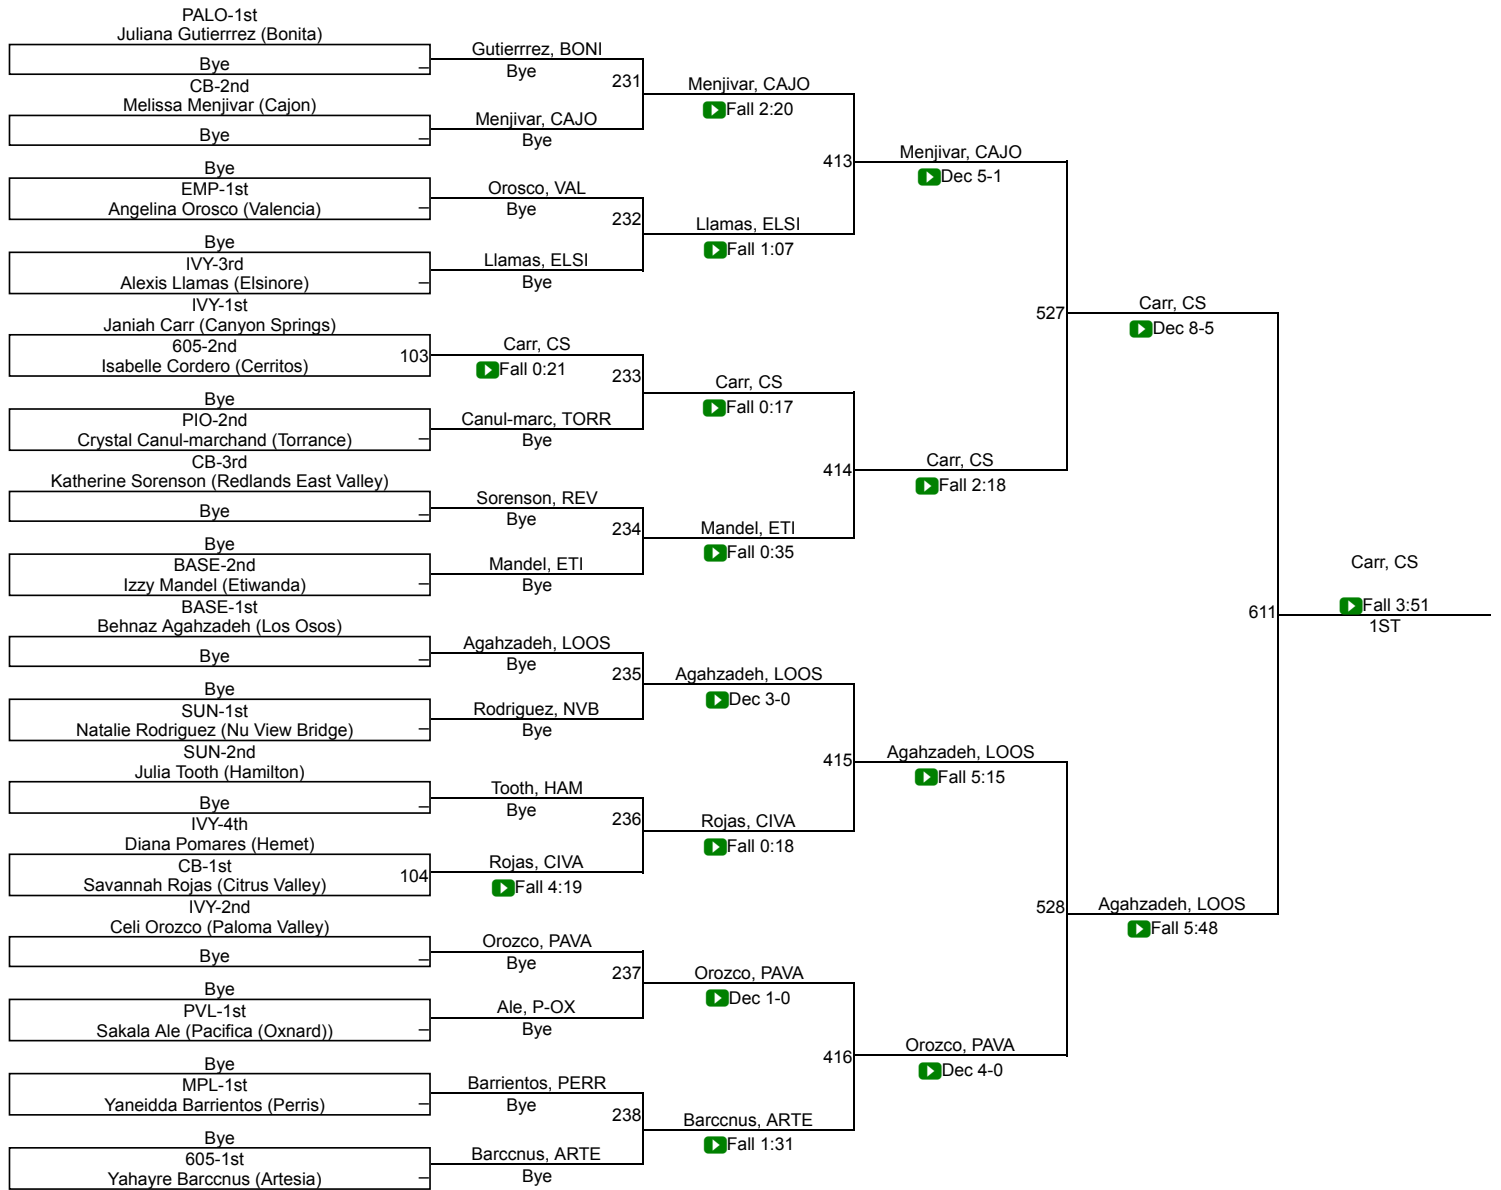 PALO-1st
Juliana Gutierrrez (Bonita)
Bye
CB-2nd
Melissa Menjivar (Cajon)
Bye
Bye
EMP-1st
Angelina Orosco (Valencia)
Bye
IVY-3rd
Alexis Llamas (Elsinore)
IVY-1st
Janiah Carr (Canyon Springs)
605-2nd
Isabelle Cordero (Cerritos)
103
Bye
PIO-2nd
Crystal Canul-marchand (Torrance)
CB-3rd
Katherine Sorenson (Redlands East Valley)
Bye
Bye
BASE-2nd
Izzy Mandel (Etiwanda)
BASE-1st
Behnaz Agahzadeh (Los Osos)
Bye
Bye
SUN-1st
Natalie Rodriguez (Nu View Bridge)
SUN-2nd
Julia Tooth (Hamilton)
Bye
IVY-4th
Diana Pomares (Hemet)
CB-1st
Savannah Rojas (Citrus Valley)
104
IVY-2nd
Celi Orozco (Paloma Valley)
Bye
Bye
PVL-1st
Sakala Ale (Pacifica (Oxnard))
Bye
MPL-1st
Yaneidda Barrientos (Perris)
Bye
605-1st
Yahayre Barccnus (Artesia)
Gutierrrez, BONI
Bye
231
Menjivar, CAJO
Bye
Orosco, VAL
Bye
232
Llamas, ELSI
Bye
Carr, CS
Fall 0:21
233
Canul-marc, TORR
Bye
Sorenson, REV
Bye
234
Mandel, ETI
Bye
Agahzadeh, LOOS
Bye
235
Rodriguez, NVB
Bye
Tooth, HAM
Bye
236
Rojas, CIVA
Fall 4:19
Orozco, PAVA
Bye
237
Ale, P-OX
Bye
Barrientos, PERR
Bye
238
Barccnus, ARTE
Bye
Menjivar, CAJO
Fall 2:20
413
Llamas, ELSI
Fall 1:07
Carr, CS
Fall 0:17
414
Mandel, ETI
Fall 0:35
Agahzadeh, LOOS
Dec 3-0
415
Rojas, CIVA
Fall 0:18
Orozco, PAVA
Dec 1-0
416
Barccnus, ARTE
Fall 1:31
Menjivar, CAJO
Dec 5-1
527
Carr, CS
Fall 2:18
Agahzadeh, LOOS
Fall 5:15
528
Orozco, PAVA
Dec 4-0
Carr, CS
Dec 8-5
611
Agahzadeh, LOOS
Fall 5:48
Carr, CS
Fall 3:51
1ST